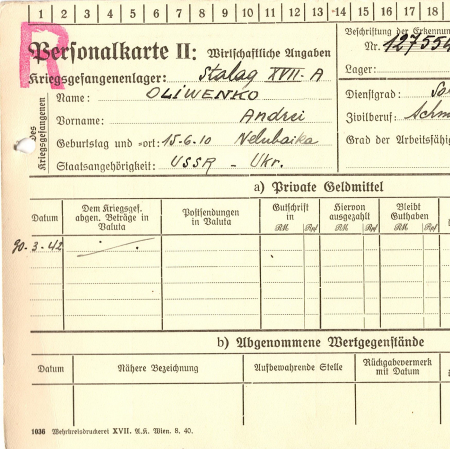 1 2 3 4 5 6 7 8 9 10 11 12 13 14 15 16 17 18
R
Personalkarte II: Wirtschaftliche Angaben
Beschriftung der Erkennun
Nr. 127554
Kriegsgefangenenlager: Stalag XVII-A
Lager:
Des Kriegsgefangenen
Name: OLIWENKO
Dienstgrad: Sol
Vorname: Andrei
Zivilberuf: Schm
Geburtstag und -ort: 15-6-10 Nelubaika
Grad der Arbeitsfähig
Staatsangehörigkeit: USSR - Ukr.
a) Private Geldmittel
Datum
Dem Kriegsgef. abgen. Beträge in Valuta
Postsendungen in Valuta
Gutschrift in
RM. Rpf
Hiervon ausgezahlt
RM. Rpf
Bleibt Guthaben
RM. Rpf
20-3-42
b) Abgenommene Wertgegenstände
Datum
Nähere Bezeichnung
Aufbewahrende Stelle
Rückgabevermerk mit Datum
1036 Wehrkreisdruckerei XVII. A.K. Wien. 8. 40.